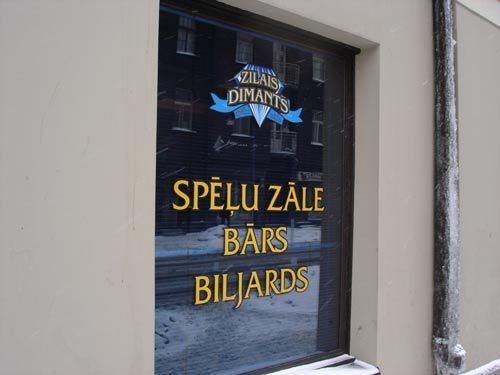 ZILAIS
DIMANTS
SPĒĻU ZĀLE
BĀRS
BILJARDS